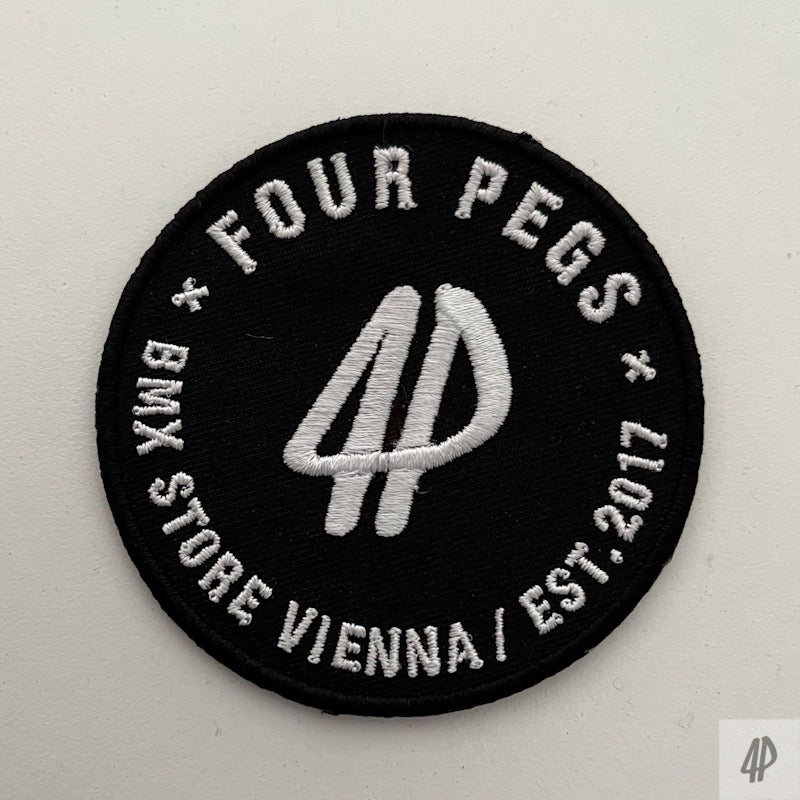 FOUR PEGS
4P
BMX STORE VIENNA / EST. 2017
4P